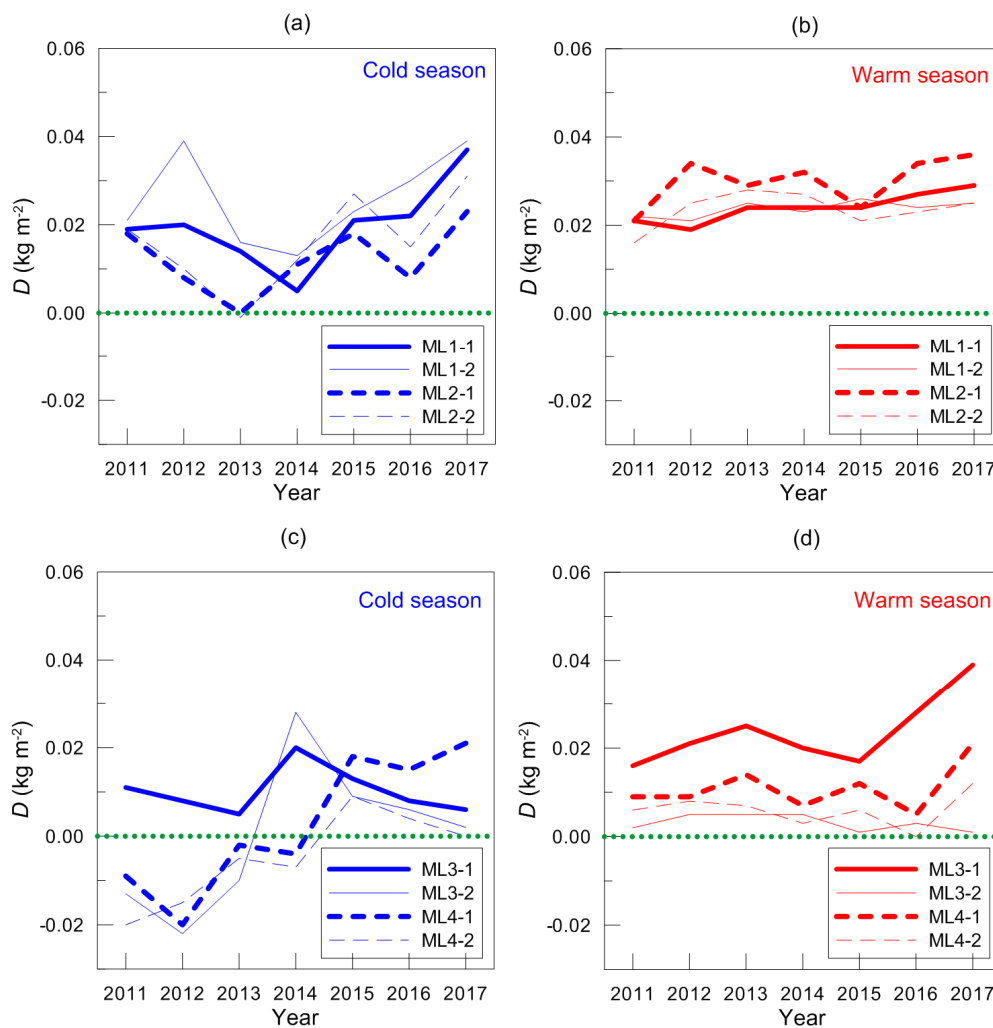 (a)
Cold season
D (kg m-2)
0.06
0.04
0.02
0.00
-0.02
ML1-1
ML1-2
ML2-1
ML2-2
2011 2012 2013 2014 2015 2016 2017
Year
(b)
Warm season
D (kg m-2)
0.06
0.04
0.02
0.00
-0.02
ML1-1
ML1-2
ML2-1
ML2-2
2011 2012 2013 2014 2015 2016 2017
Year
(c)
Cold season
D (kg m-2)
0.06
0.04
0.02
0.00
-0.02
ML3-1
ML3-2
ML4-1
ML4-2
2011 2012 2013 2014 2015 2016 2017
Year
(d)
Warm season
D (kg m-2)
0.06
0.04
0.02
0.00
-0.02
ML3-1
ML3-2
ML4-1
ML4-2
2011 2012 2013 2014 2015 2016 2017
Year